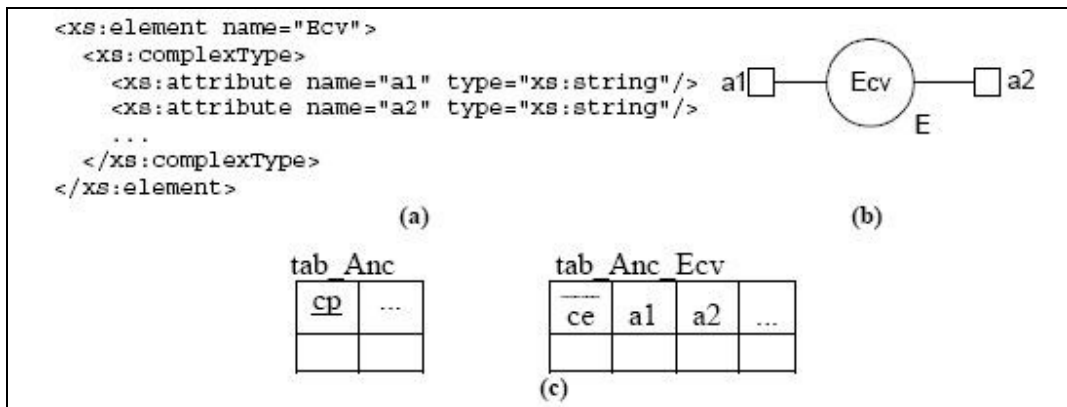 <xs:element name="Ecv">
<xs:complexType>
<xs:attribute name="a1" type="xs:string"/>
<xs:attribute name="a2" type="xs:string"/>
...
</xs:complexType>
</xs:element>
(a)
a1 Ecv a2
E
(b)
tab_Anc
cp ...
tab_Anc_Ecv
ce a1 a2 ...
(c)